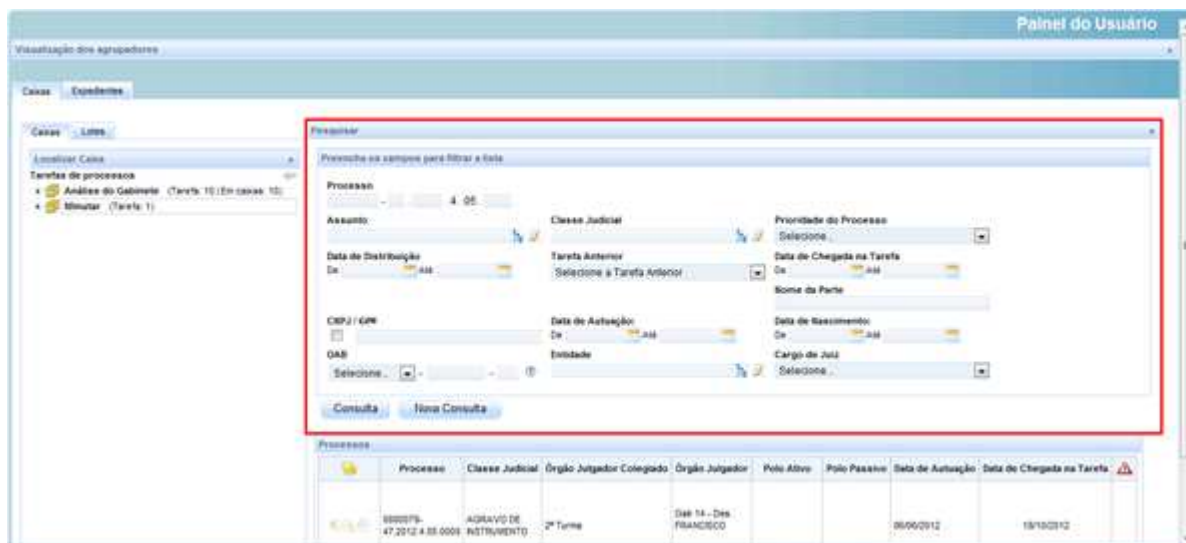 Painel do Usuário
Visualização dos agrupadores
Caixas Expedientes
Caixas Lotes
Localizar Caixa
Tarefas de processos
Análise do Gabinete (Tarefa: 10 | Em caixas: 10)
Minutar (Tarefa: 1)
Pesquisar
Preencha os campos para filtrar a lista
Processo
- . 4. 05.
Assunto Classe Judicial Prioridade do Processo
Selecione...
Data de Distribuição Tarefa Anterior Data de Chegada na Tarefa
De Até Selecione a Tarefa Anterior De Até
Nome da Parte
CNPJ / CPF Data de Autuação: Data de Nascimento:
De Até De Até
OAB Entidade Cargo de Juiz
Selecione... - - Selecione...
Consulta Nova Consulta
Processos
Processo Classe Judicial Órgão Julgador Colegiado Órgão Julgador Polo Ativo Polo Passivo Data de Autuação Data de Chegada na Tarefa
0000079-47.2012.4.05.0000 AGRAVO DE INSTRUMENTO 2ª Turma Gab 14 - Des. FRANCISCO 06/06/2012 18/10/2012